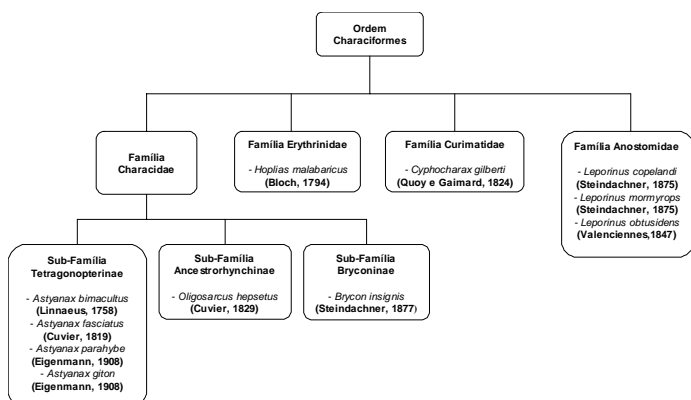 Ordem
Characiformes
Família
Characidae
Família Erythrinidae
- Hoplias malabaricus
(Bloch, 1794)
Família Curimatidae
- Cyphocharax gilberti
(Quoy e Gaimard, 1824)
Família Anostomidae
- Leporinus copelandi
(Steindachner, 1875)
- Leporinus mormyrops
(Steindachner, 1875)
- Leporinus obtusidens
(Valenciennes,1847)
Sub-Família
Tetragonopterinae
- Astyanax bimacultus
(Linnaeus, 1758)
- Astyanax fasciatus
(Cuvier, 1819)
- Astyanax parahybe
(Eigenmann, 1908)
- Astyanax giton
(Eigenmann, 1908)
Sub-Família
Ancestrorhynchinae
- Oligosarcus hepsetus
(Cuvier, 1829)
Sub-Família
Bryconinae
- Brycon insignis
(Steindachner, 1877)